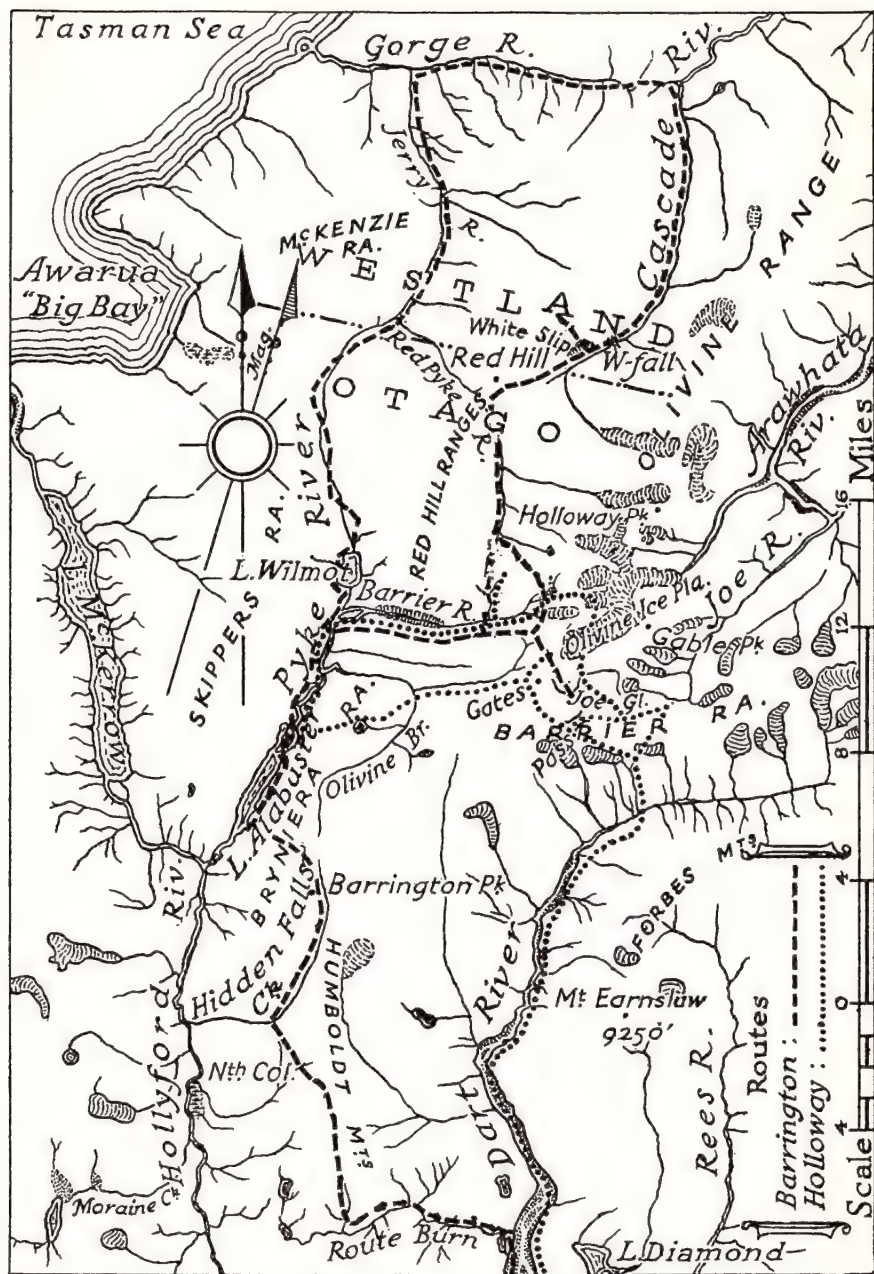 Tasman Sea
Gorge R.
Riv.
Cascade
Jerry
R.
McKENZIE
RA.
WESTLAND
RANGE
OLIVINE
Awarua
"Big Bay"
Mag.
White Slip
Red Hill
W-fall
Red Pyke
R.
OTAGO
RED HILL RANGES
Arawhata
Riv.
River
Pyke
SKIPPERS RA.
L. Wilmot
Barrier R.
Holloway Pk
Olivine Ice Pla.
Joe R.
Gable Pk
L. McKerrow
Gates
Joe Gl.
BARRIER RA.
Olivine Br.
L. Alabaster
BRYNIERA RA.
Barrington Pk
Hidden Falls
Ck
Hollyford
Riv.
HUMBOLDT
Mts
FORBES
Mts
Dart
River
Mt Earnslaw
9250'
Rees R.
Nth Col.
Moraine Ck
Route Burn
L. Diamond
Routes
Barrington:
Holloway:
Scale
4
0
4
8
12
16
Miles